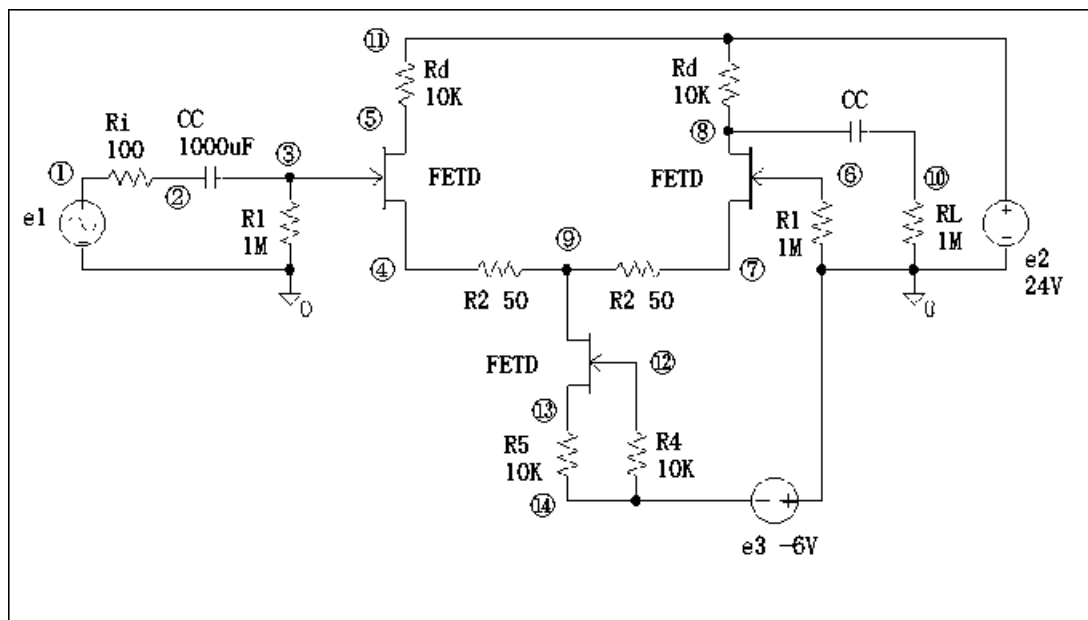 ⑪
Rd
10K
Rd
10K
CC
⑤
⑧
Ri
100
CC
1000uF
①
②
③
FETD
FETD
⑥
⑩
e1
R1
1M
R1
1M
RL
1M
e2
24V
④
⑨
⑦
0
R2 50
R2 50
0
FETD
⑫
⑬
R5
10K
R4
10K
⑭
e3 -6V